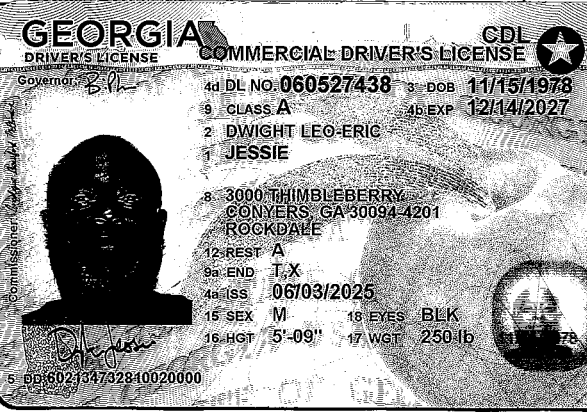 GEORGIA
DRIVER'S LICENSE
COMMERCIAL DRIVER'S LICENSE
CDL
Governor:
4d DL NO. 060527438
3 DOB 11/15/1978
9 CLASS A
4b EXP 12/14/2027
2 DWIGHT LEO-ERIC
1 JESSIE
8 3000 THIMBLEBERRY
CONYERS, GA 30094-4201
ROCKDALE
12 REST A
9a END T,X
4a ISS 06/03/2025
15 SEX M
18 EYES BLK
16 HGT 5'-09"
17 WGT 250 lb
5 DD 602134732810020000
Commissioner